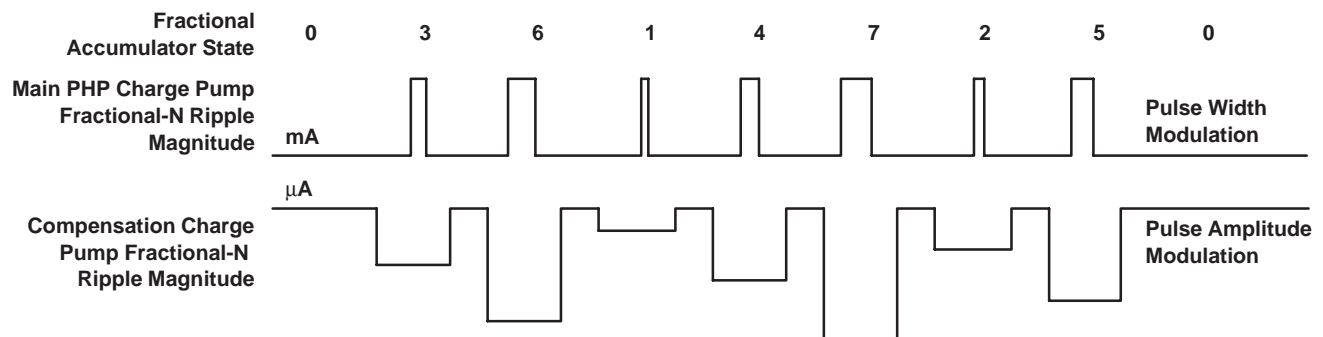 Fractional
Accumulator State
0 3 6 1 4 7 2 5 0
Main PHP Charge Pump
Fractional-N Ripple
Magnitude
mA
Pulse Width
Modulation
μA
Compensation Charge
Pump Fractional-N
Ripple Magnitude
Pulse Amplitude
Modulation